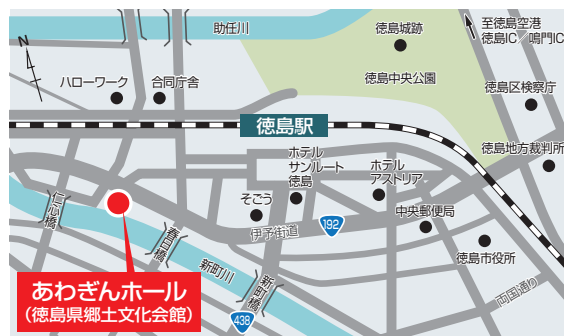 助任川
徳島城跡
至徳島空港
徳島IC/鳴門IC
N
ハローワーク
合同庁舎
徳島中央公園
徳島区検察庁
徳島駅
徳島地方裁判所
ホテル
サンルート
徳島
ホテル
アストリア
そごう
中央郵便局
192
伊予街道
仁心橋
春日橋
新町川
新町橋
徳島市役所
両国通り
あわぎんホール
(徳島県郷土文化会館)
438